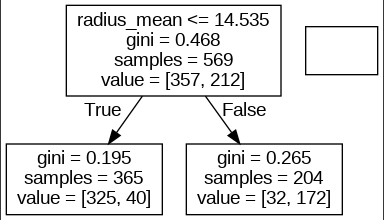 radius_mean <= 14.535
gini = 0.468
samples = 569
value = [357, 212]
True
False
gini = 0.195
samples = 365
value = [325, 40]
gini = 0.265
samples = 204
value = [32, 172]